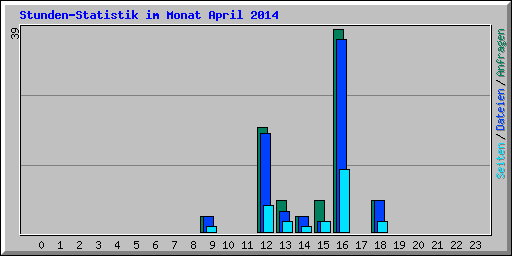 Stunden-Statistik im Monat April 2014
39
Seiten/Dateien/Anfragen
0 1 2 3 4 5 6 7 8 9 10 11 12 13 14 15 16 17 18 19 20 21 22 23